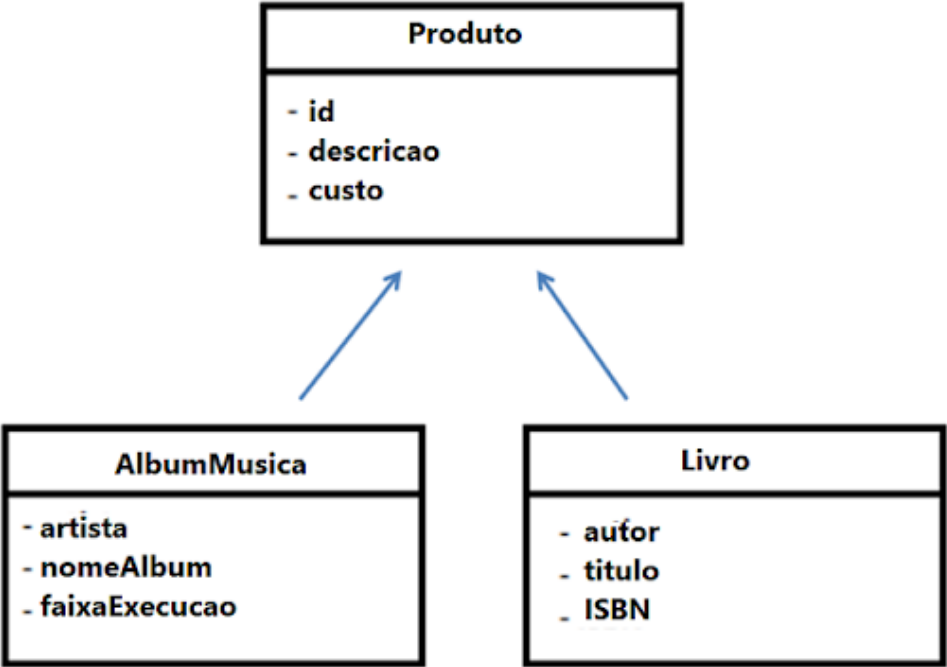 Produto
- id
- descricao
- custo
AlbumMusica
- artista
- nomeAlbum
- faixaExecucao
Livro
- autor
- titulo
- ISBN